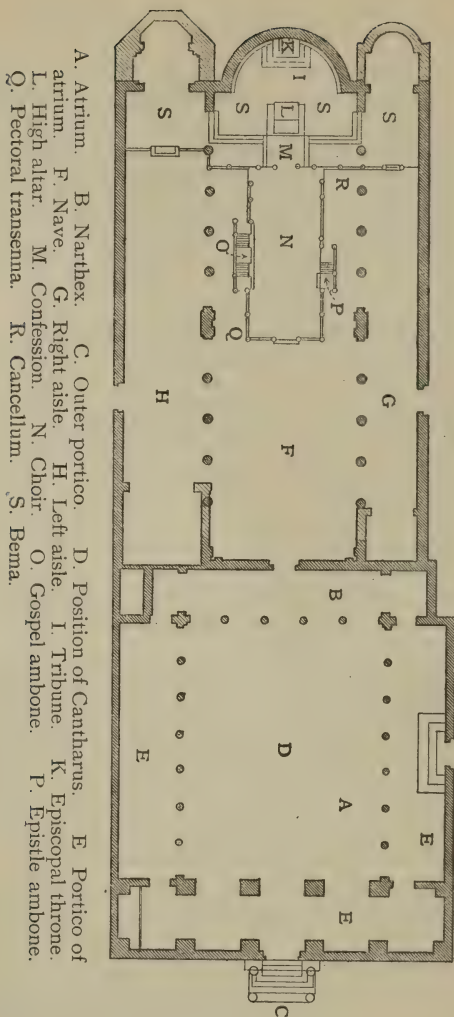 E
S
G
R
B
A
E
P
S
I
K
L
M
N
F
D
C
S
O
Q
S
H
E
A. Atrium. B. Narthex. C. Outer portico. D. Position of Cantharus. E Portico of
atrium. F. Nave. G. Right aisle. H. Left aisle. I. Tribune. K. Episcopal throne.
L. High altar. M. Confession. N. Choir. O. Gospel ambone. P. Epistle ambone.
Q. Pectoral transenna. R. Cancellum. S. Bema.